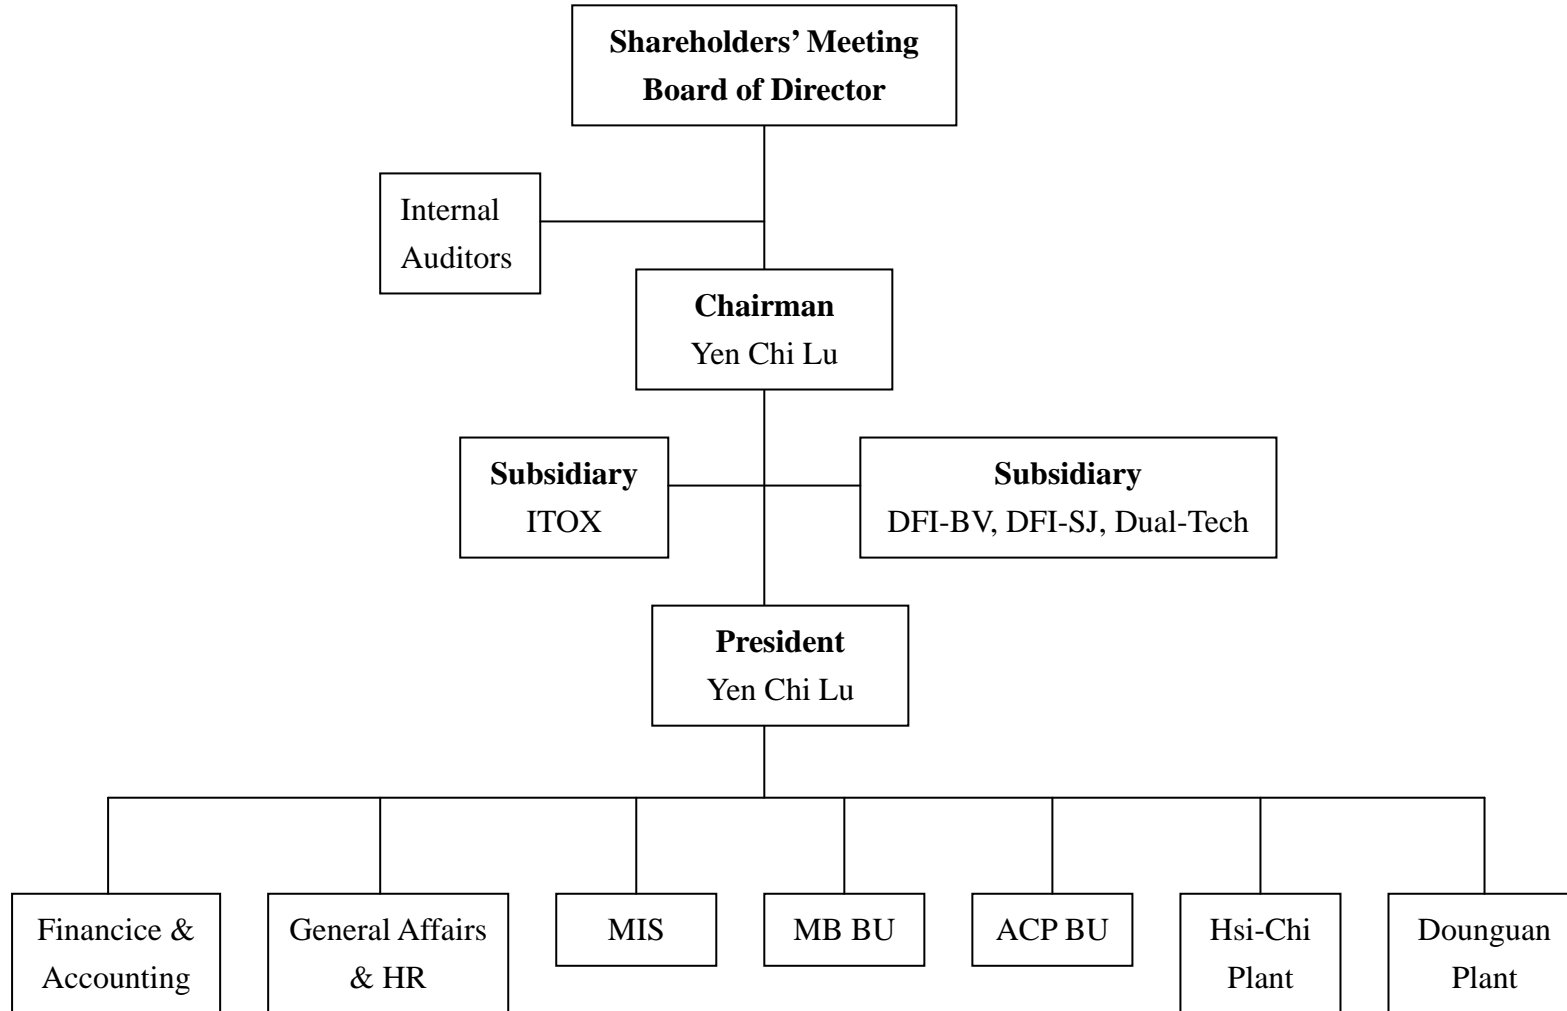 Shareholders’ Meeting
Board of Director
Internal
Auditors
Chairman
Yen Chi Lu
Subsidiary
ITOX
Subsidiary
DFI-BV, DFI-SJ, Dual-Tech
President
Yen Chi Lu
Financice &
Accounting
General Affairs
& HR
MIS
MB BU
ACP BU
Hsi-Chi
Plant
Dounguan
Plant